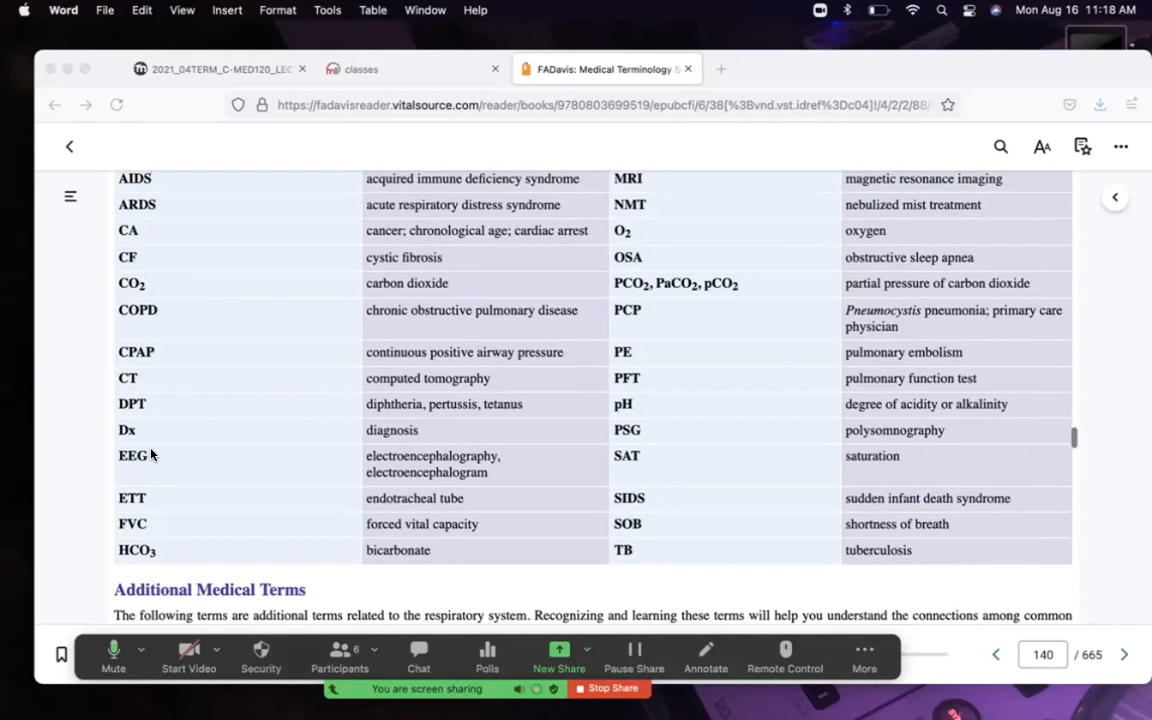 Word File Edit View Insert Format Tools Table Window Help Mon Aug 16 11:18 AM
2021_04TERM_C-MED120_LEC classes FADavis: Medical Terminology S
https://fadavisreader.vitalsource.com/reader/books/9780803699519/epubcfi/6/38[%3Bvnd.vst.idref%3Dc04]!/4/2/2/88/
AIDS acquired immune deficiency syndrome MRI magnetic resonance imaging
ARDS acute respiratory distress syndrome NMT nebulized mist treatment
CA cancer; chronological age; cardiac arrest O₂ oxygen
CF cystic fibrosis OSA obstructive sleep apnea
CO₂ carbon dioxide PCO₂, PaCO₂, pCO₂ partial pressure of carbon dioxide
COPD chronic obstructive pulmonary disease PCP Pneumocystis pneumonia; primary care
physician
CPAP continuous positive airway pressure PE pulmonary embolism
CT computed tomography PFT pulmonary function test
DPT diphtheria, pertussis, tetanus pH degree of acidity or alkalinity
Dx diagnosis PSG polysomnography
EEG electroencephalography, SAT saturation
electroencephalogram
ETT endotracheal tube SIDS sudden infant death syndrome
FVC forced vital capacity SOB shortness of breath
HCO₃ bicarbonate TB tuberculosis
Additional Medical Terms
The following terms are additional terms related to the respiratory system. Recognizing and learning these terms will help you understand the connections among common
6
Mute Start Video Security Participants Chat Polls New Share Pause Share Annotate Remote Control More
140 / 665
You are screen sharing Stop Share